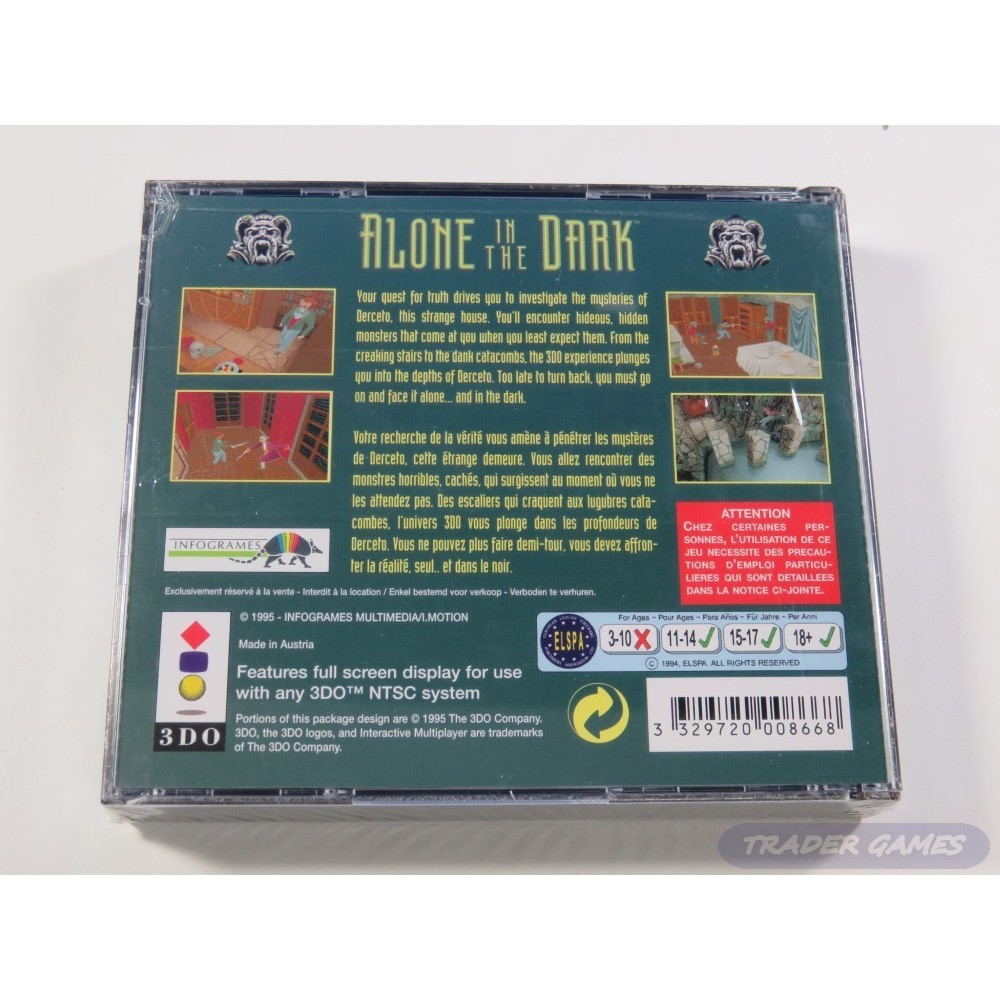 ALONE IN THE DARK™
Your quest for truth drives you to investigate the mysteries of
Derceto, this strange house. You'll encounter hideous, hidden
monsters that come at you when you least expect them. From the
creaking stairs to the dank catacombs, the 3DO experience plunges
you into the depths of Derceto. Too late to turn back, you must go
on and face it alone... and in the dark.
Votre recherche de la vérité vous amène à pénétrer les mystères
de Derceto, cette étrange demeure. Vous allez rencontrer des
monstres horribles, cachés, qui surgissent au moment où vous ne
les attendez pas. Des escaliers qui craquent aux lugubres cata-
combes, l'univers 3DO vous plonge dans les profondeurs de
Derceto. Vous ne pouvez plus faire demi-tour, vous devez affron-
ter la réalité, seul.. et dans le noir.
ATTENTION
CHEZ CERTAINES PER-
SONNES, L'UTILISATION DE CE
JEU NECESSITE DES PRECAU-
TIONS D'EMPLOI PARTICU-
LIERES QUI SONT DETAILLEES
DANS LA NOTICE CI-JOINTE.
INFOGRAMES
Exclusivement réservé à la vente - Interdit à la location / Enkel bestemd voor verkoop - Verboden te verhuren.
© 1995 - INFOGRAMES MULTIMEDIA/I.MOTION
Made in Austria
Features full screen display for use
with any 3DO™ NTSC system
Portions of this package design are © 1995 The 3DO Company.
3DO, the 3DO logos, and Interactive Multiplayer are trademarks
of The 3DO Company.
3DO
ELSPA
For Ages - Pour Ages - Para Años - Für Jahre - Per Anni
3-10 11-14 15-17 18+
© 1994, ELSPA. ALL RIGHTS RESERVED
3 329720 008668
TRADER GAMES